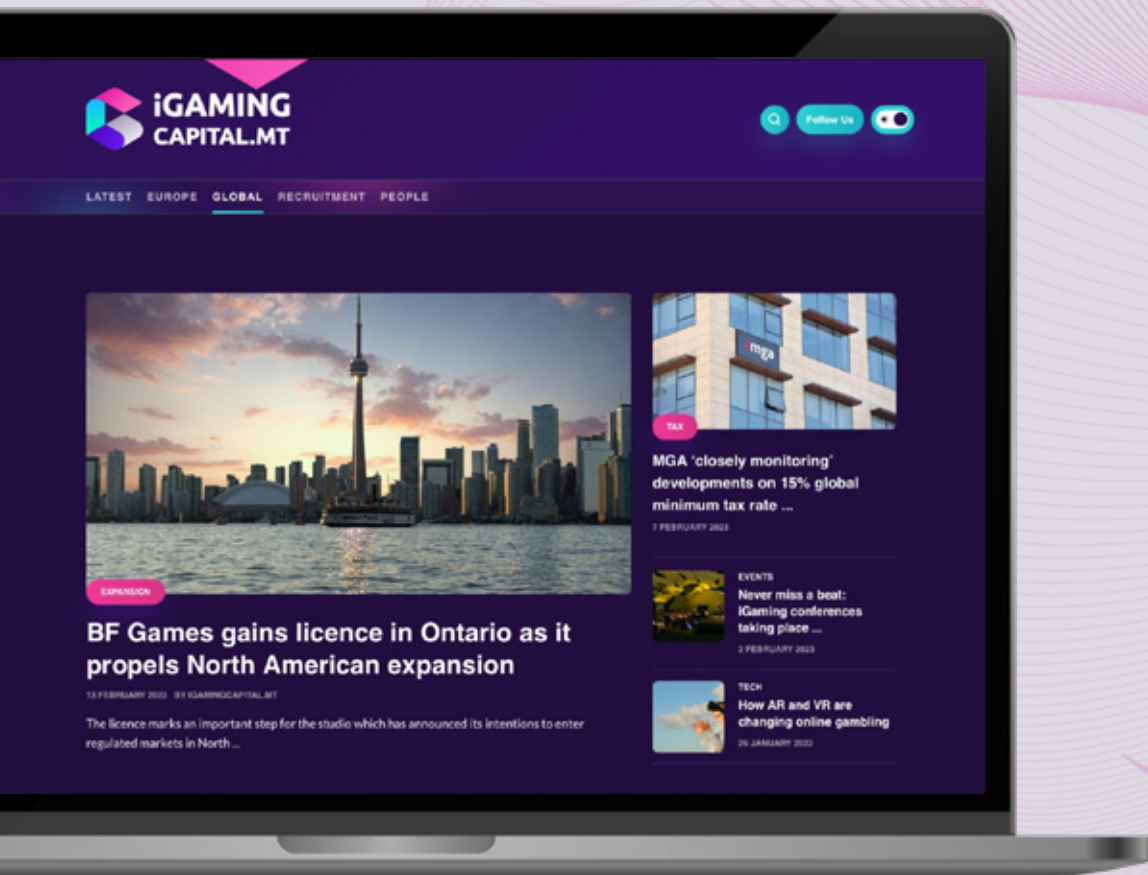 iGAMING
CAPITAL.MT
Follow Us
LATEST EUROPE GLOBAL RECRUITMENT PEOPLE
mga
EXPANSION
BF Games gains licence in Ontario as it
propels North American expansion
13 FEBRUARY 2023 BY IGAMINGCAPITAL.MT
The licence marks an important step for the studio which has announced its intentions to enter
regulated markets in North ...
TAX
MGA ‘closely monitoring’
developments on 15% global
minimum tax rate ...
7 FEBRUARY 2023
EVENTS
Never miss a beat:
iGaming conferences
taking place ...
3 FEBRUARY 2023
TECH
How AR and VR are
changing online gambling
26 JANUARY 2023